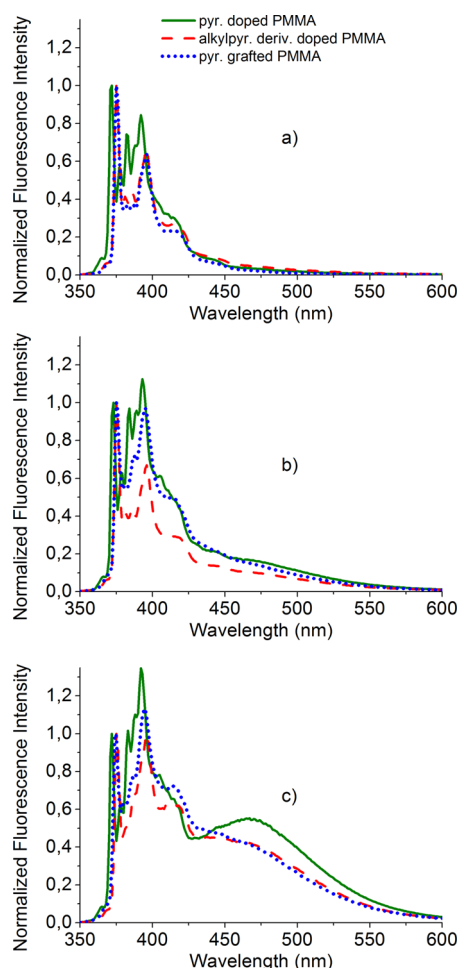 pyr. doped PMMA
alkylpyr. deriv. doped PMMA
pyr. grafted PMMA
Normalized Fluorescence Intensity
1,0
0,8
0,6
0,4
0,2
0,0
a)
350 400 450 500 550 600
Wavelength (nm)
Normalized Fluorescence Intensity
1,2
1,0
0,8
0,6
0,4
0,2
0,0
b)
350 400 450 500 550 600
Wavelength (nm)
Normalized Fluorescence Intensity
1,2
1,0
0,8
0,6
0,4
0,2
0,0
c)
350 400 450 500 550 600
Wavelength (nm)